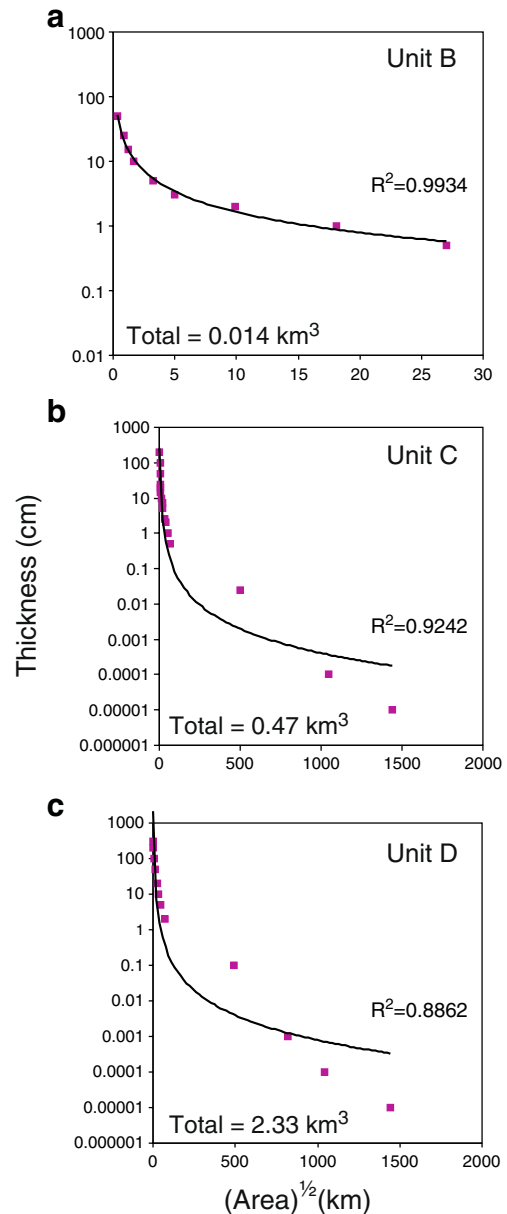 a
Unit B
1000
100
10
1
0.1
0.01
R²=0.9934
Total = 0.014 km³
0 5 10 15 20 25 30
b
Unit C
1000
100
10
1
0.1
0.01
0.001
0.0001
0.00001
0.000001
R²=0.9242
Total = 0.47 km³
0 500 1000 1500 2000
Thickness (cm)
c
Unit D
1000
100
10
1
0.1
0.01
0.001
0.0001
0.00001
0.000001
R²=0.8862
Total = 2.33 km³
0 500 1000 1500 2000
(Area)^½(km)